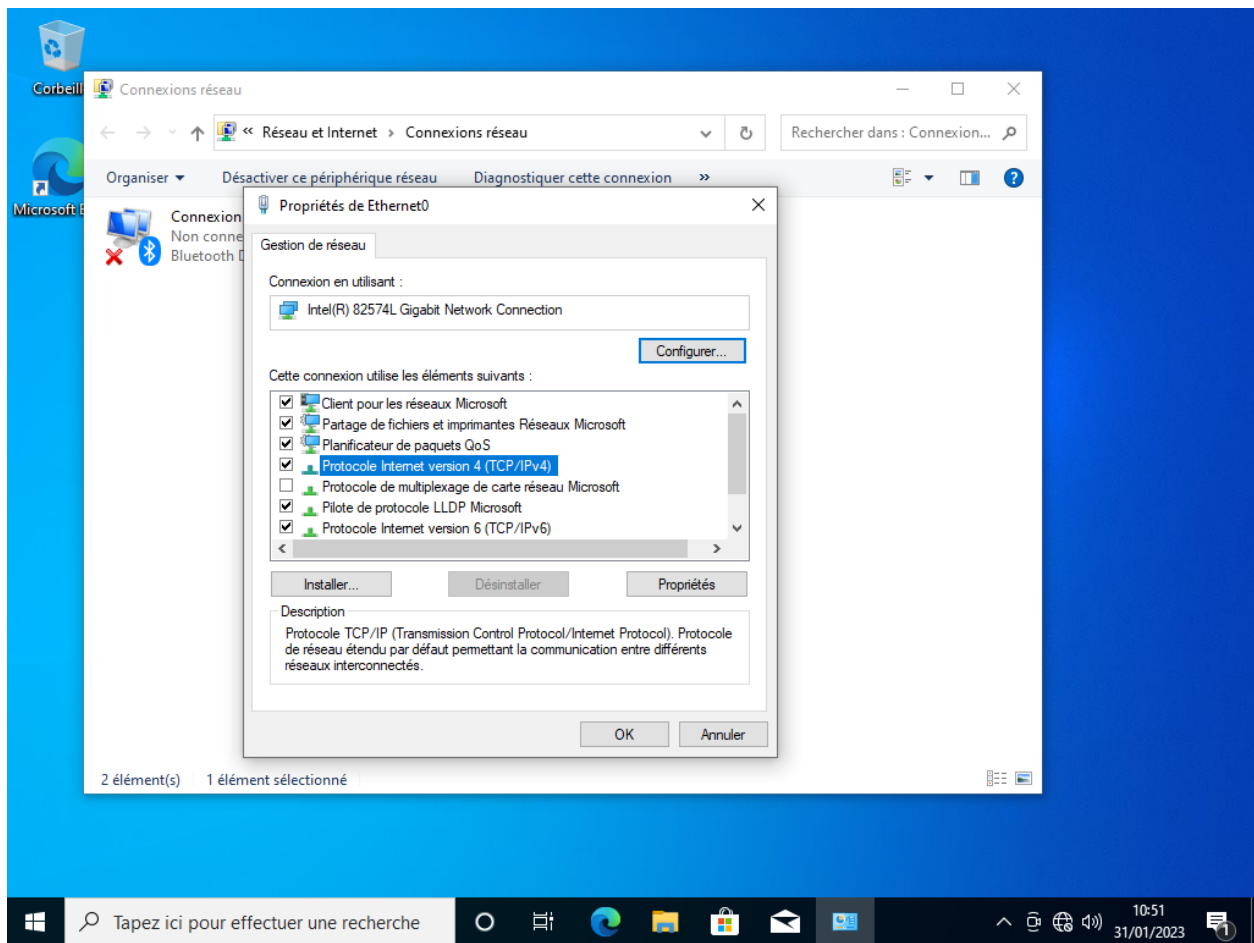 Corbeill
Connexions réseau
« Réseau et Internet › Connexions réseau
Rechercher dans : Connexion...
Organiser
Désactiver ce périphérique réseau
Diagnostiquer cette connexion
»
Microsoft E
Connexion
Non conne
Bluetooth D
Propriétés de Ethernet0
Gestion de réseau
Connexion en utilisant :
Intel(R) 82574L Gigabit Network Connection
Configurer...
Cette connexion utilise les éléments suivants :
Client pour les réseaux Microsoft
Partage de fichiers et imprimantes Réseaux Microsoft
Planificateur de paquets QoS
Protocole Internet version 4 (TCP/IPv4)
Protocole de multiplexage de carte réseau Microsoft
Pilote de protocole LLDP Microsoft
Protocole Internet version 6 (TCP/IPv6)
Installer...
Désinstaller
Propriétés
Description
Protocole TCP/IP (Transmission Control Protocol/Internet Protocol). Protocole
de réseau étendu par défaut permettant la communication entre différents
réseaux interconnectés.
OK
Annuler
2 élément(s)
1 élément sélectionné
Tapez ici pour effectuer une recherche
10:51
31/01/2023
1